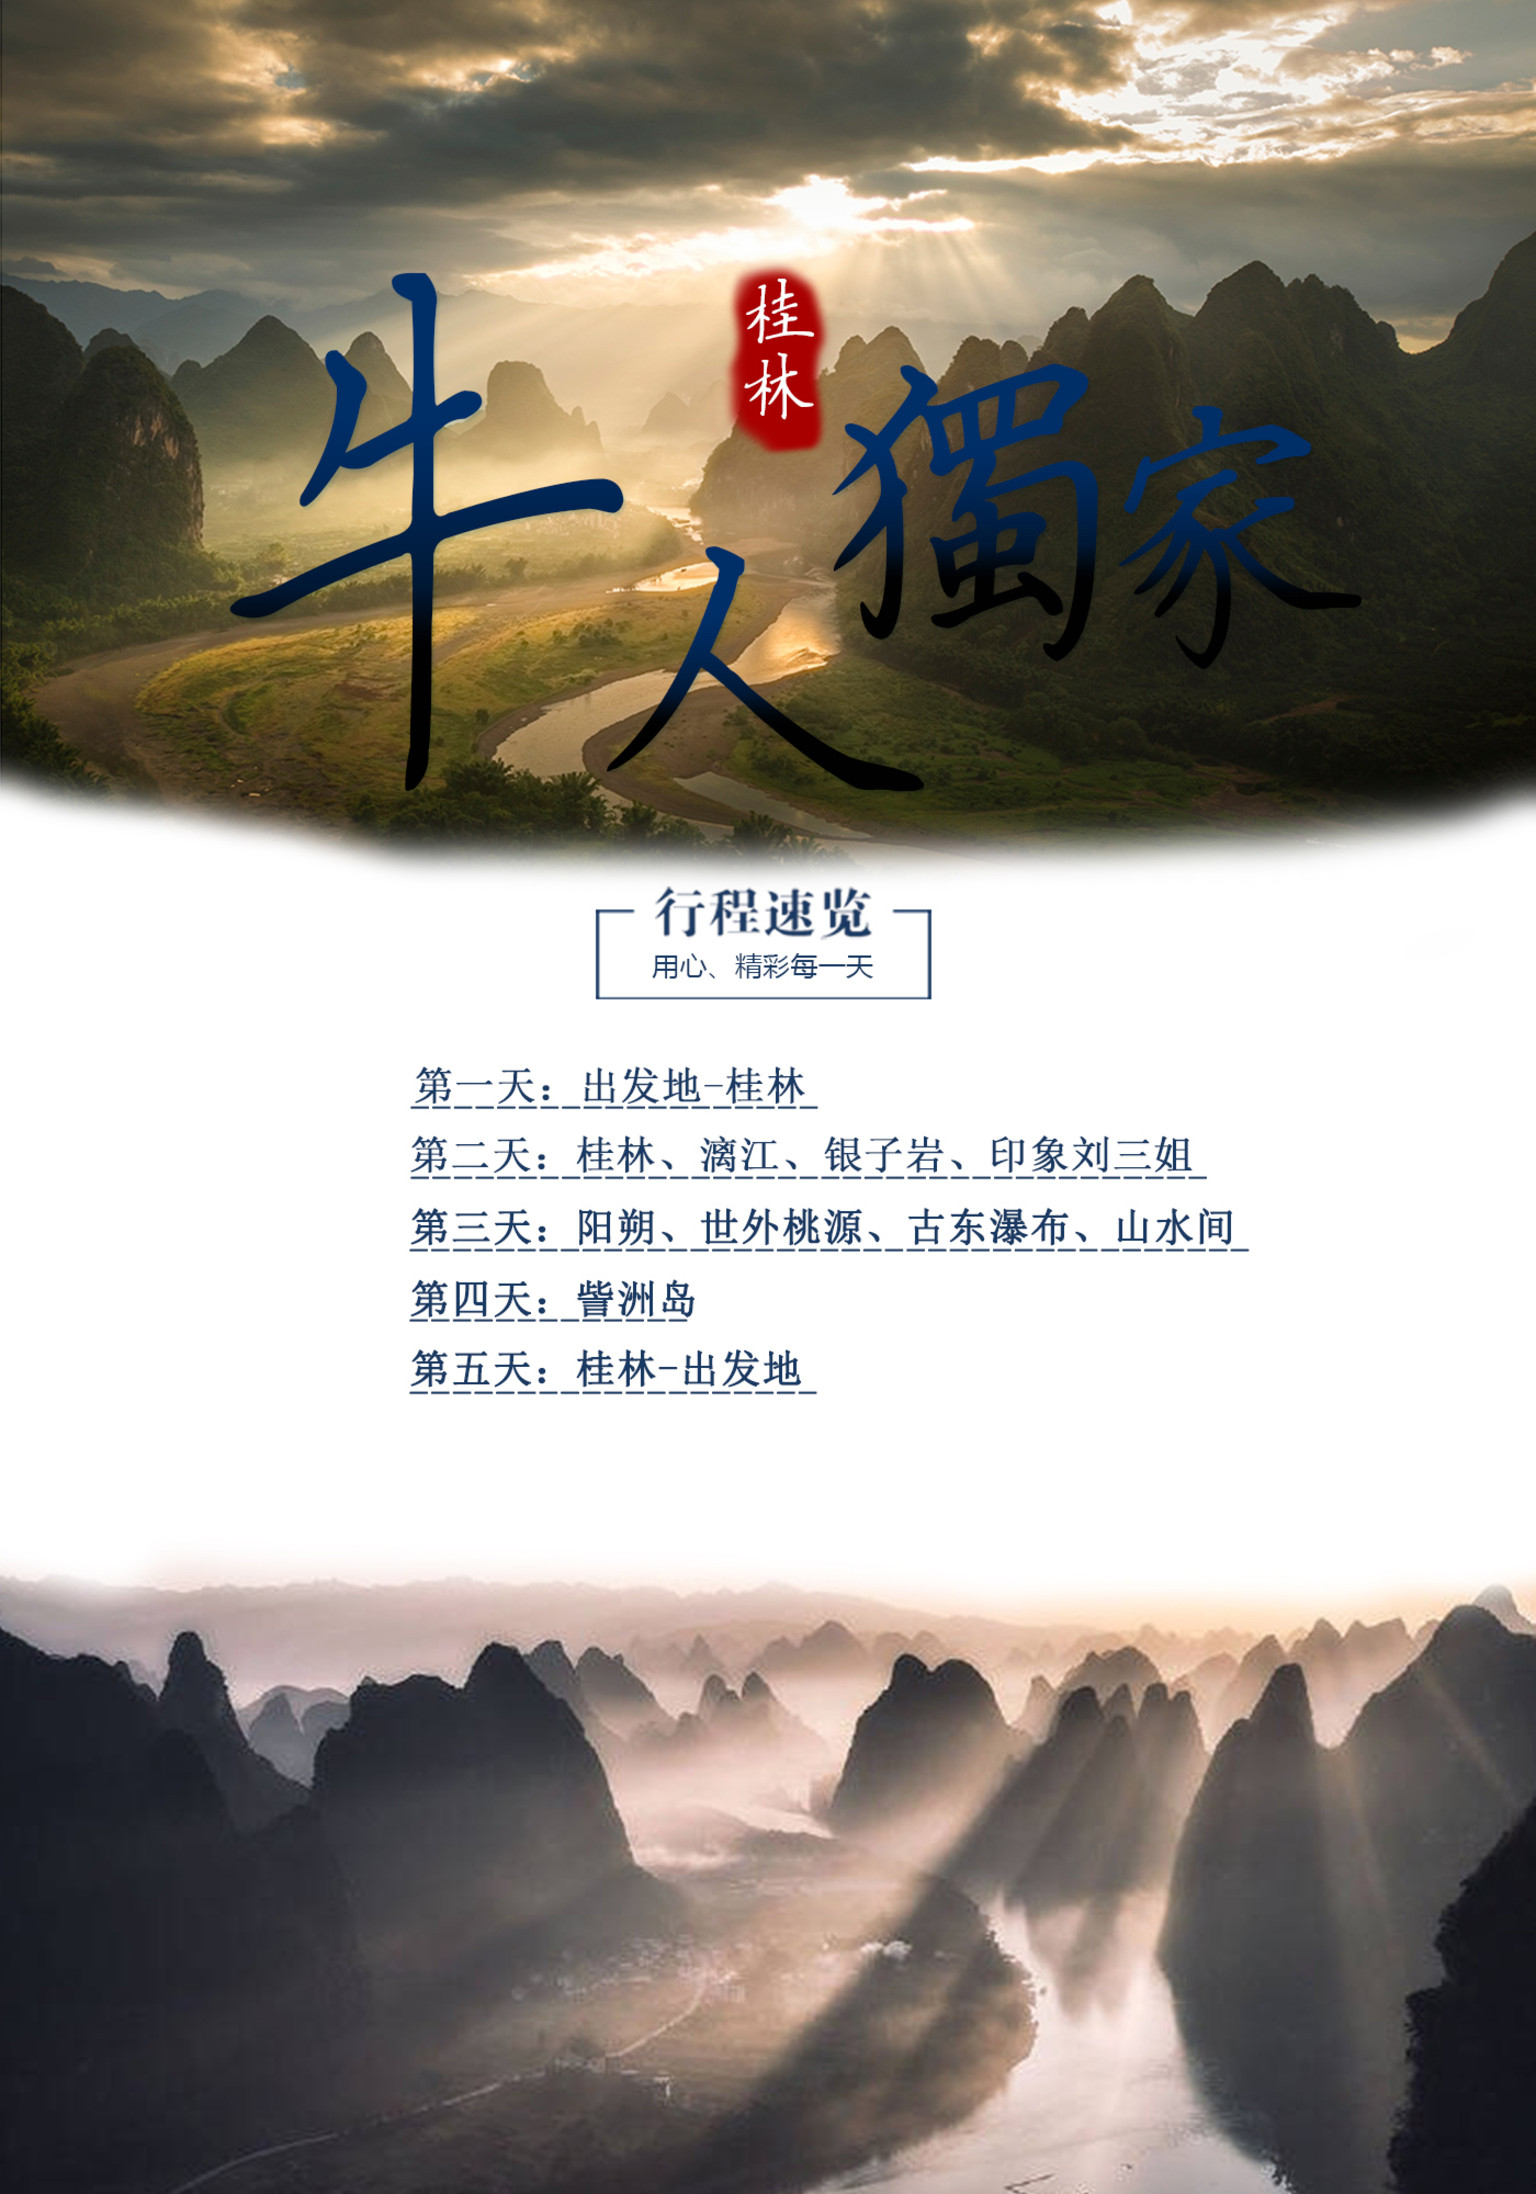 牛人獨家
桂林
行程速览
用心、精彩每一天
第一天：出发地-桂林
第二天：桂林、漓江、银子岩、印象刘三姐
第三天：阳朔、世外桃源、古东瀑布、山水间
第四天：訾洲岛
第五天：桂林-出发地